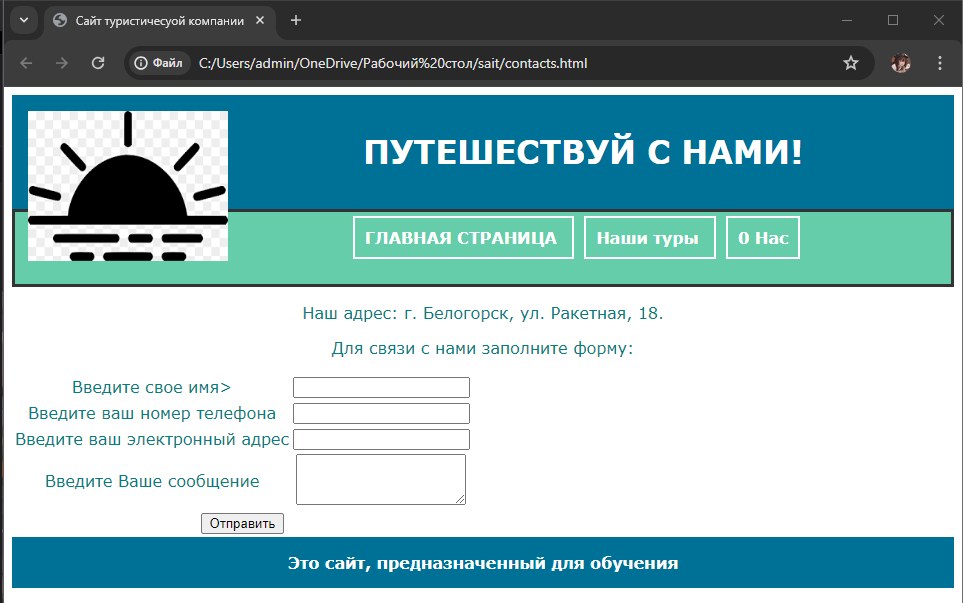 Сайт туристичесуой компании
Файл C:/Users/admin/OneDrive/Рабочий%20стол/sait/contacts.html
ПУТЕШЕСТВУЙ С НАМИ!
ГЛАВНАЯ СТРАНИЦА Наши туры О Нас
Наш адрес: г. Белогорск, ул. Ракетная, 18.
Для связи с нами заполните форму:
Введите свое имя>
Введите ваш номер телефона
Введите ваш электронный адрес
Введите Ваше сообщение
Отправить
Это сайт, предназначенный для обучения